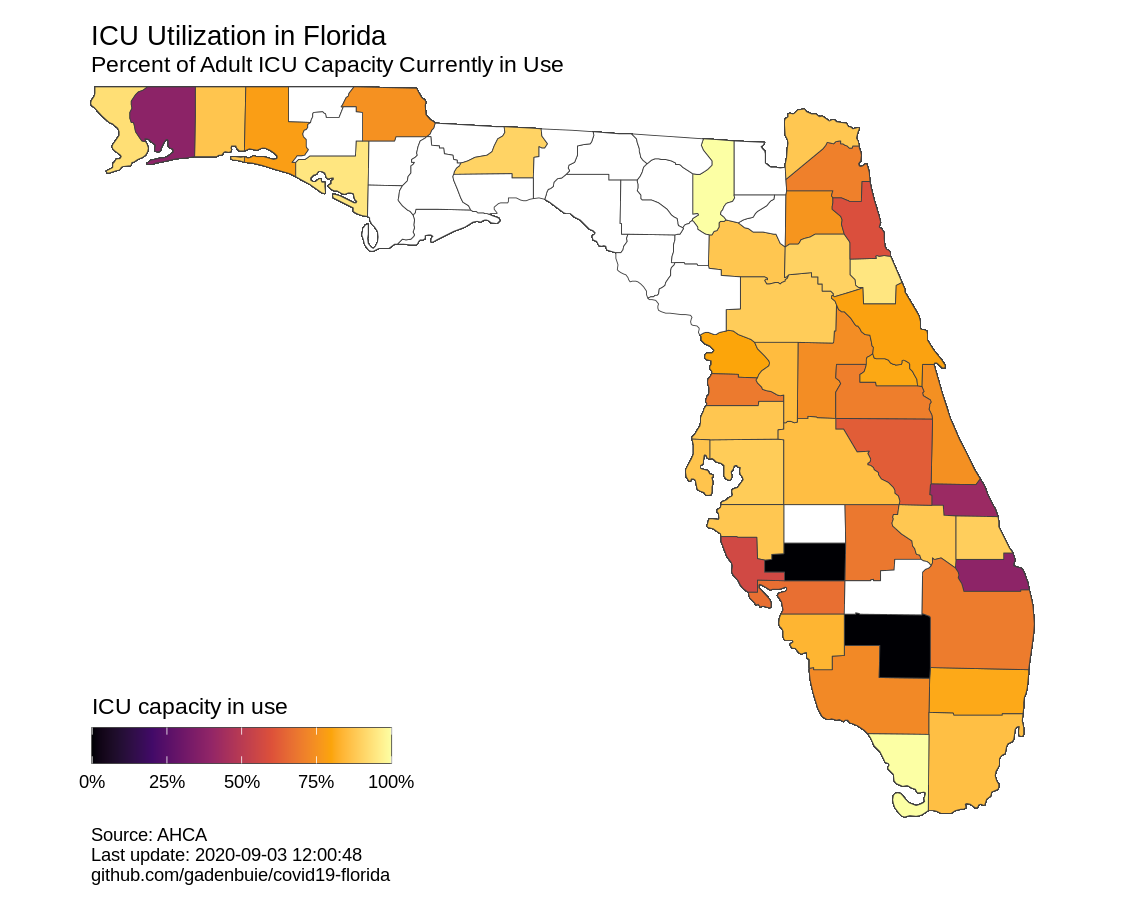 ICU Utilization in Florida
Percent of Adult ICU Capacity Currently in Use
ICU capacity in use
0% 25% 50% 75% 100%
Source: AHCA
Last update: 2020-09-03 12:00:48
github.com/gadenbuie/covid19-florida